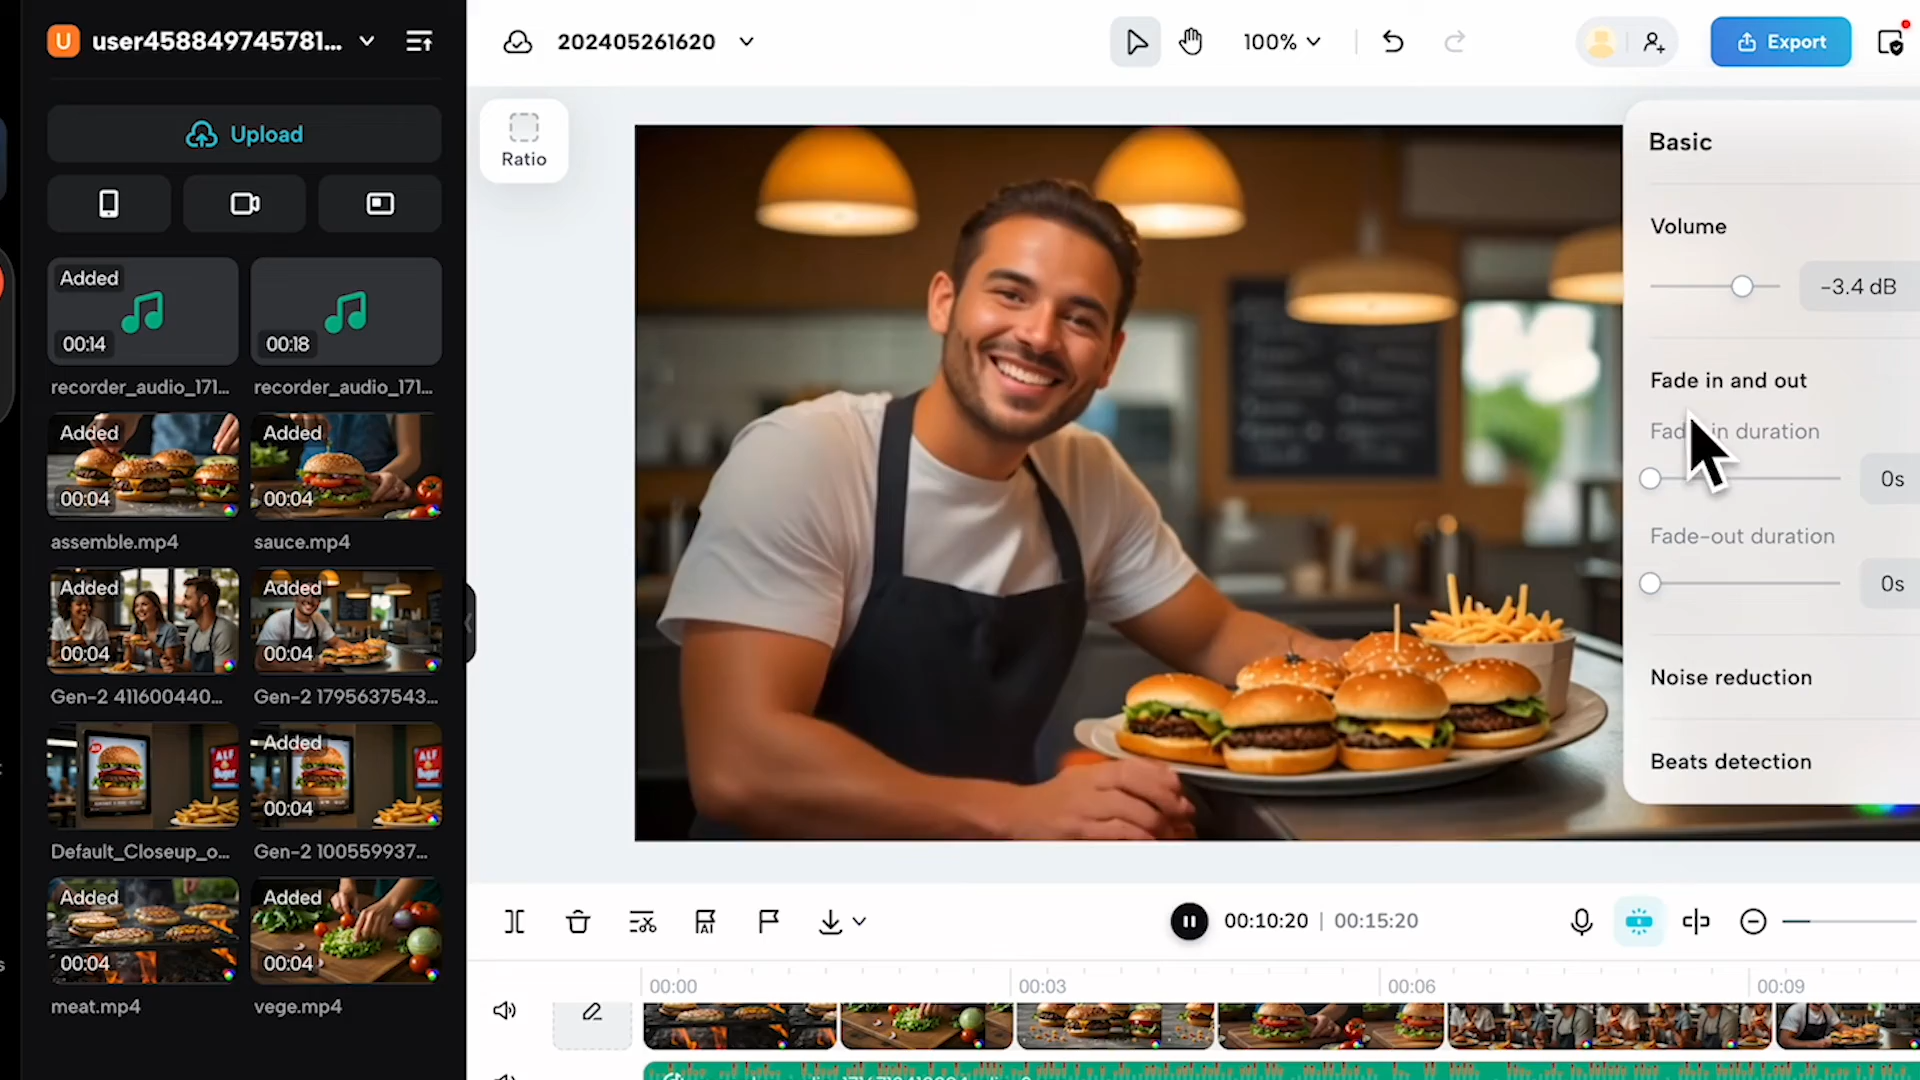 U user458849745781...
202405261620
100%
Export
Upload
Ratio
Added
00:14
00:18
recorder_audio_171...
recorder_audio_171...
Added
00:04
Added
00:04
assemble.mp4
sauce.mp4
Added
00:04
Added
00:04
Gen-2 411600440...
Gen-2 1795637543...
ALF
Added
00:04
ALF
Default_Closeup_o...
Gen-2 100559937...
Added
00:04
Added
00:04
meat.mp4
vege.mp4
Basic
Volume
-3.4 dB
Fade in and out
Fade-in duration
0s
Fade-out duration
0s
Noise reduction
Beats detection
AI
00:10:20 | 00:15:20
00:00
00:03
00:06
00:09